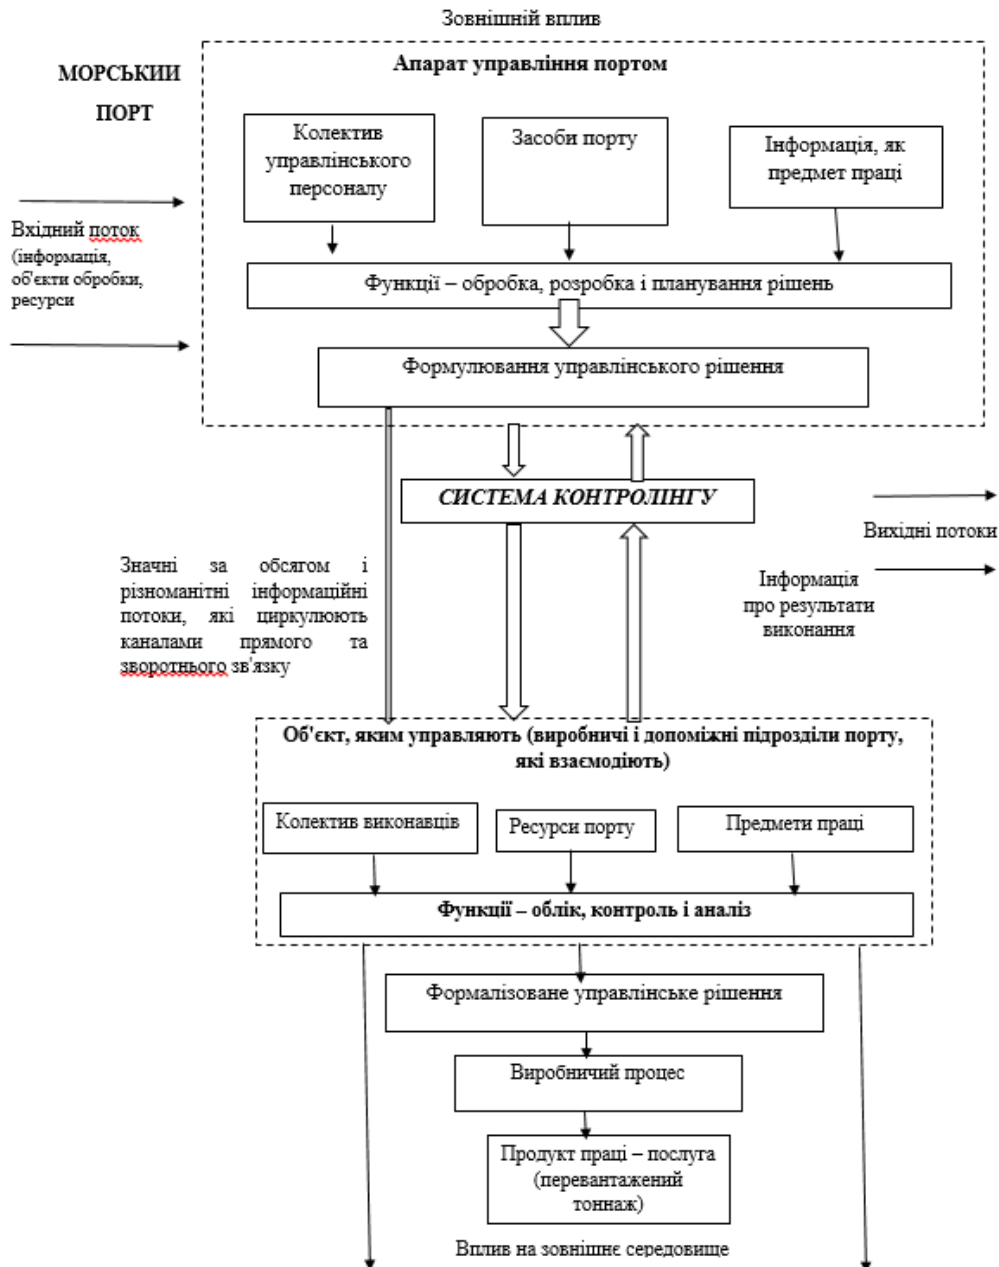 Зовнішній вплив
МОРСЬКИИ
ПОРТ
Апарат управління портом
Колектив
управлінського
персоналу
Засоби порту
Інформація, як
предмет праці
Вхідний поток
(інформація,
об'єкти обробки,
ресурси
Функції – обробка, розробка і планування рішень
Формулювання управлінського рішення
СИСТЕМА КОНТРОЛІНГУ
Вихідні потоки
Значні за обсягом і
різноманітні інформаційні
потоки, які циркулюють
каналами прямого та
зворотнього зв'язку
Інформація
про результати
виконання
Об'єкт, яким управляють (виробничі і допоміжні підрозділи порту,
які взаємодіють)
Колектив виконавців
Ресурси порту
Предмети праці
Функції – облік, контроль і аналіз
Формалізоване управлінське рішення
Виробничий процес
Продукт праці – послуга
(перевантажений
тоннаж)
Вплив на зовнішнє середовище